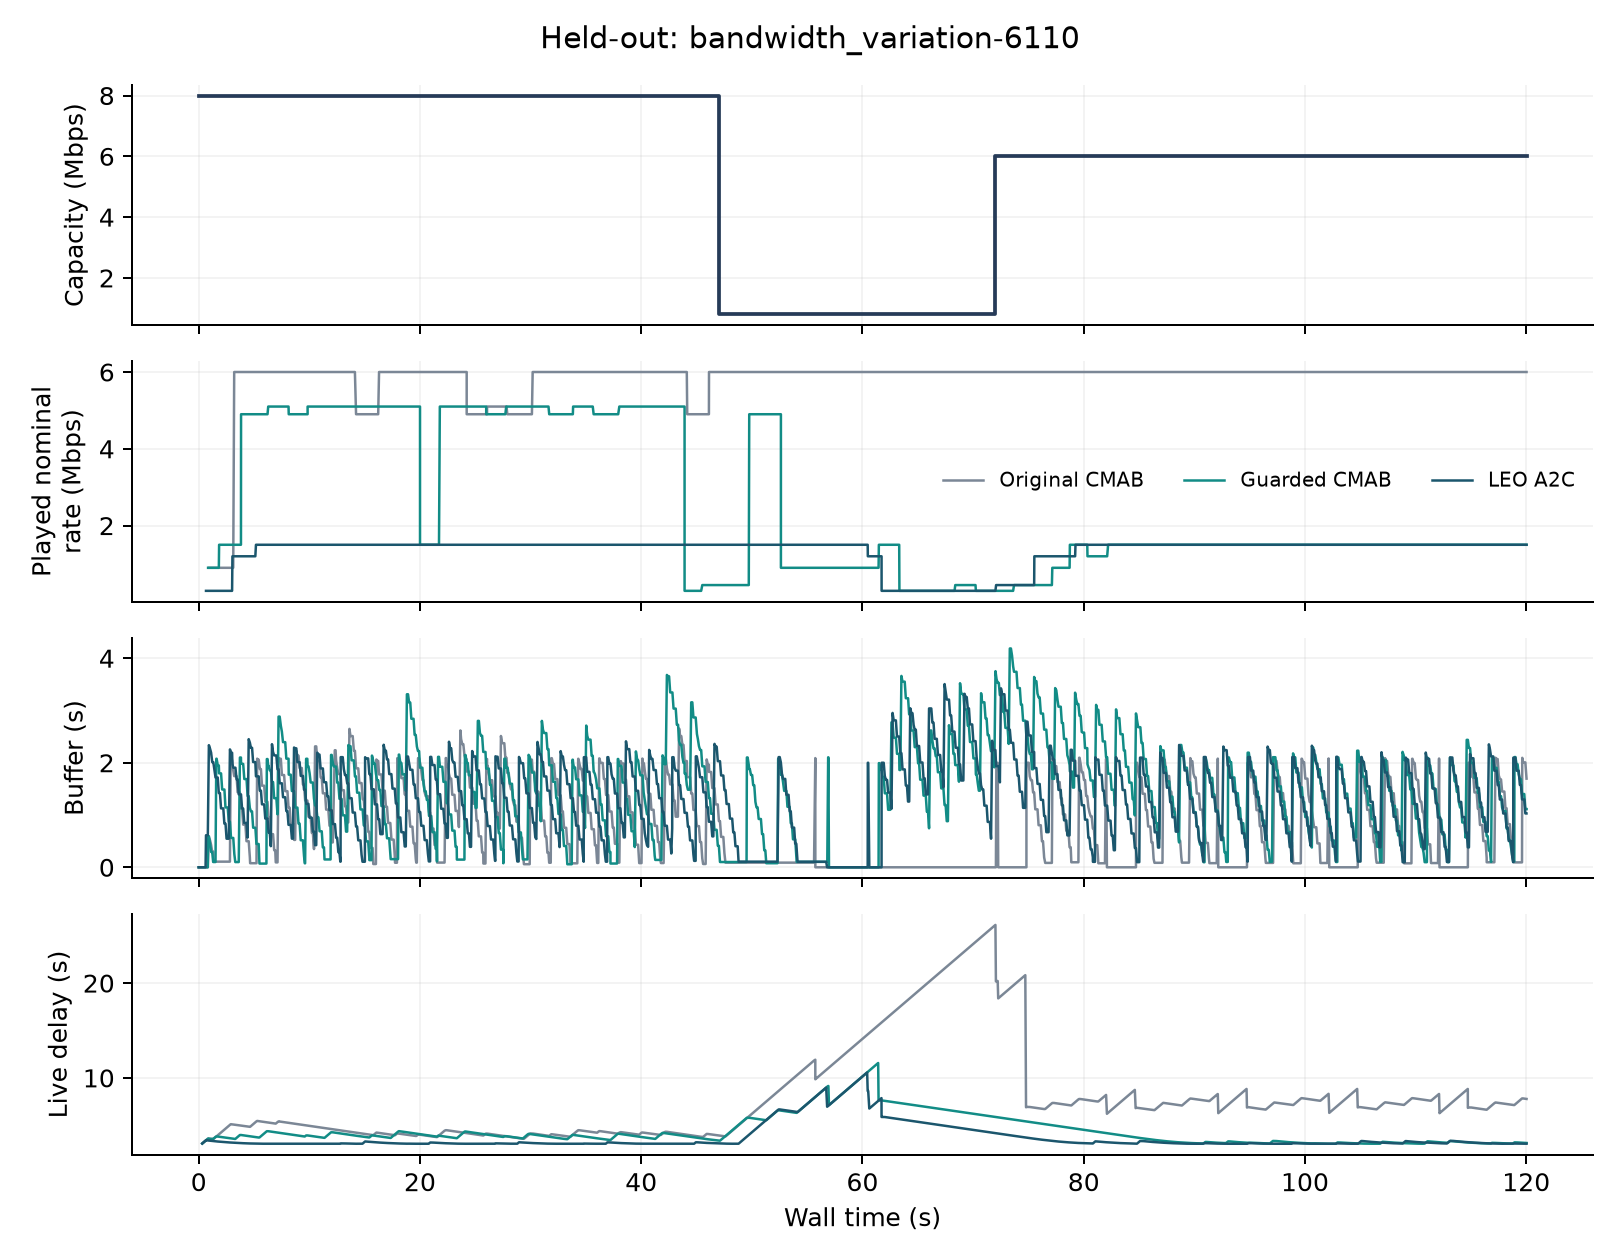 Held-out: bandwidth_variation-6110
Capacity (Mbps)
8
6
4
2
Played nominal
rate (Mbps)
6
4
2
Original CMAB
Guarded CMAB
LEO A2C
Buffer (s)
4
2
0
Live delay (s)
20
10
0
20
40
60
80
100
120
Wall time (s)